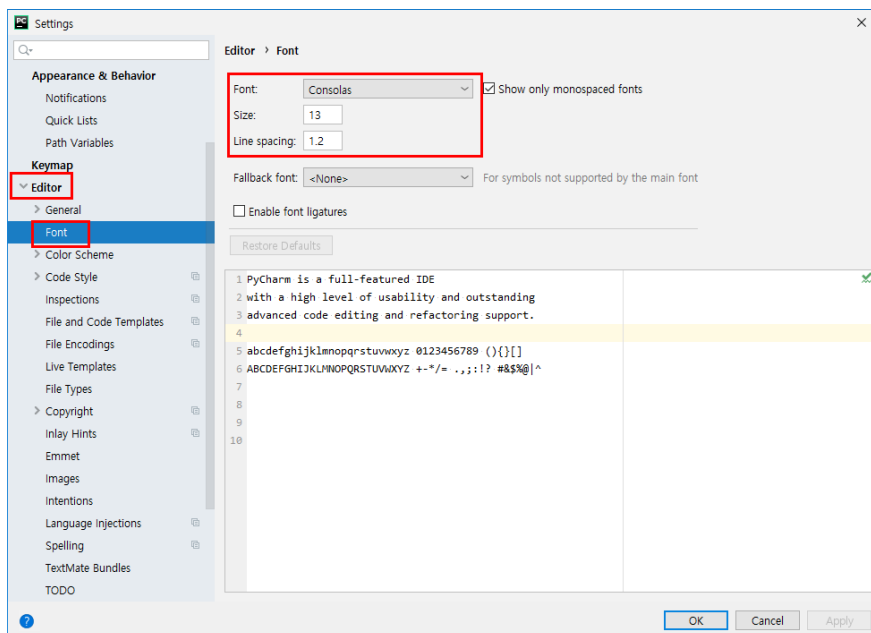 PC Settings
Editor › Font
Appearance & Behavior
Notifications
Quick Lists
Path Variables
Keymap
Editor
General
Font
Color Scheme
Code Style
Inspections
File and Code Templates
File Encodings
Live Templates
File Types
Copyright
Inlay Hints
Emmet
Images
Intentions
Language Injections
Spelling
TextMate Bundles
TODO
Font: Consolas Show only monospaced fonts
Size: 13
Line spacing: 1.2
Fallback font: <None> For symbols not supported by the main font
Enable font ligatures
Restore Defaults
1 PyCharm is a full-featured IDE
2 with a high level of usability and outstanding
3 advanced code editing and refactoring support.
4
5 abcdefghijklmnopqrstuvwxyz 0123456789 (){}[]
6 ABCDEFGHIJKLMNOPQRSTUVWXYZ +-*/= .,;:!? #&$%@|^
7
8
9
10
? OK Cancel Apply